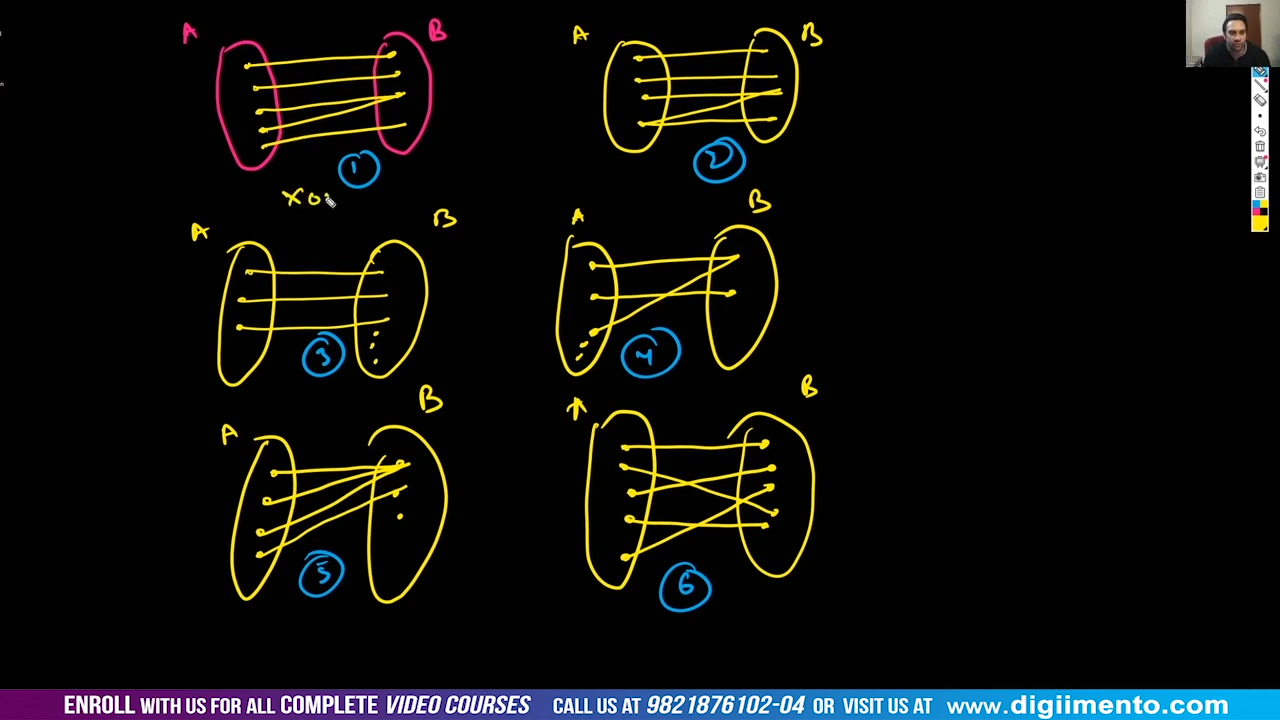 A B
A B
1
2
X 0
A B
A B
3
4
A B
A B
5
6
ENROLL WITH US FOR ALL COMPLETE VIDEO COURSES CALL US AT 9821876102-04 OR VISIT US AT www.digiimento.com